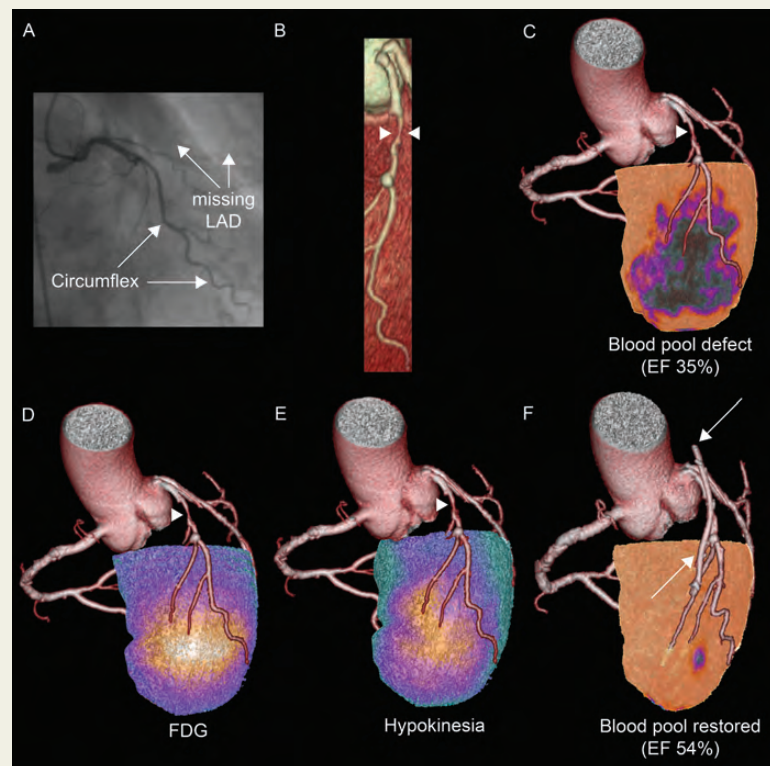 A
B
C
missing
LAD
Circumflex
Blood pool defect
(EF 35%)
D
E
F
FDG
Hypokinesia
Blood pool restored
(EF 54%)